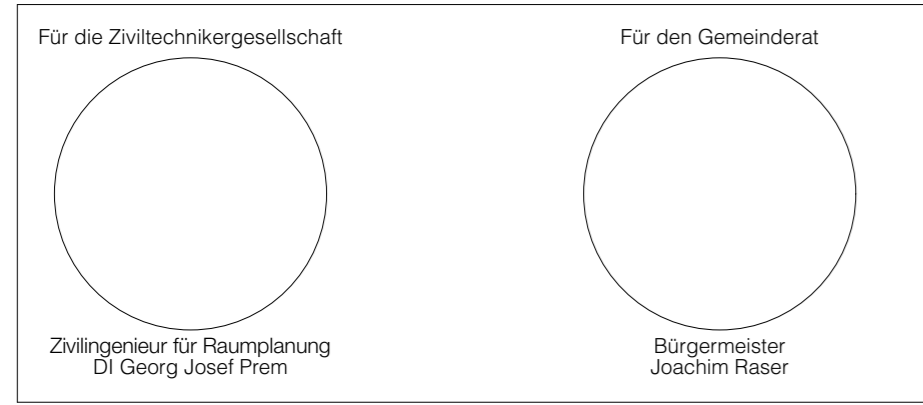 Für die Ziviltechnikergesellschaft
Zivilingenieur für Raumplanung
DI Georg Josef Prem
Für den Gemeinderat
Bürgermeister
Joachim Raser